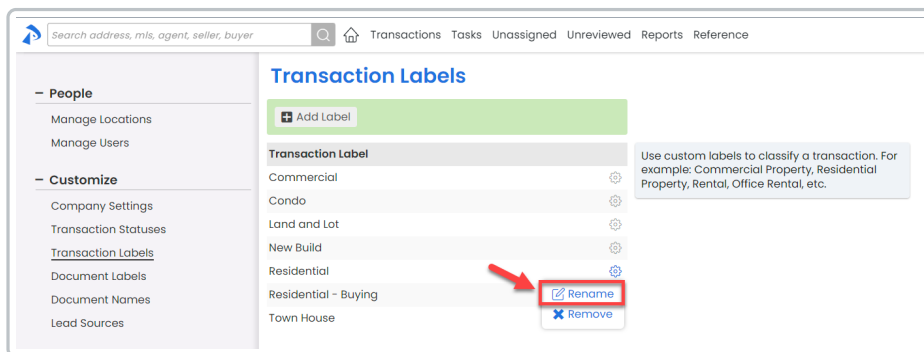 Search address, mls, agent, seller, buyer
Transactions Tasks Unassigned Unreviewed Reports Reference
People
Manage Locations
Manage Users
Customize
Company Settings
Transaction Statuses
Transaction Labels
Document Labels
Document Names
Lead Sources
Transaction Labels
Add Label
Transaction Label
Commercial
Condo
Land and Lot
New Build
Residential
Residential - Buying
Town House
Rename
Remove
Use custom labels to classify a transaction. For
example: Commercial Property, Residential
Property, Rental, Office Rental, etc.